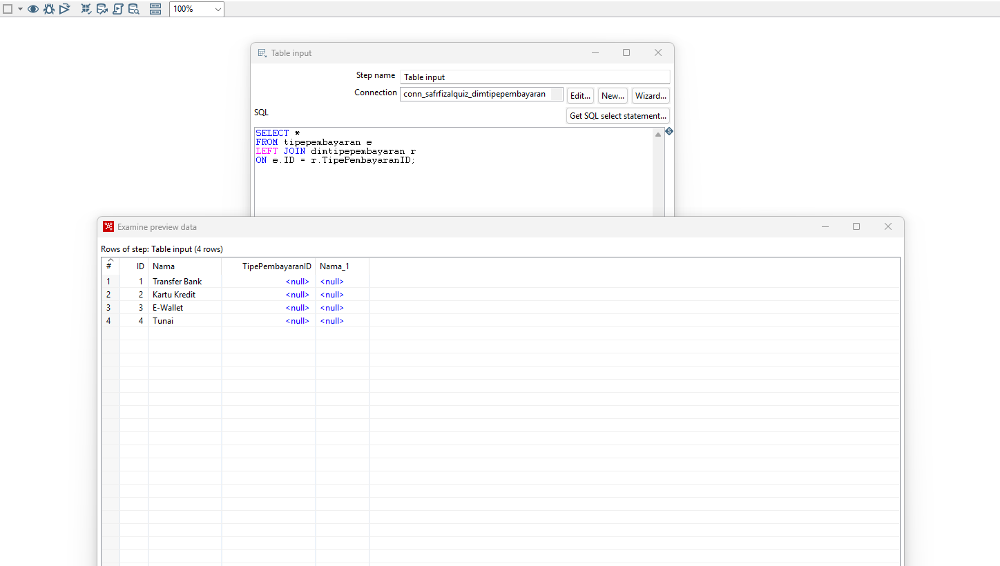 100%
Table input
Step name Table input
Connection conn_safrfizalquiz_dimtipepembayaran Edit... New... Wizard...
SQL Get SQL select statement...
SELECT *
FROM tipepembayaran e
LEFT JOIN dimtipepembayaran r
ON e.ID = r.TipePembayaranID;
Examine preview data
Rows of step: Table input (4 rows)
# ID Nama TipePembayaranID Nama_1
1 1 Transfer Bank <null> <null>
2 2 Kartu Kredit <null> <null>
3 3 E-Wallet <null> <null>
4 4 Tunai <null> <null>